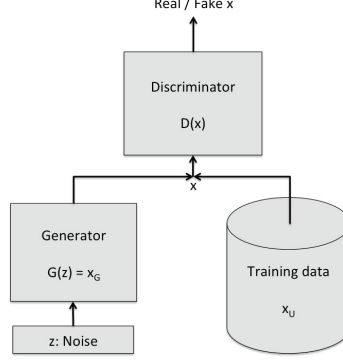 Real / Fake x
Discriminator
D(x)
x
Generator
G(z) = x_G
Training data
x_U
z: Noise